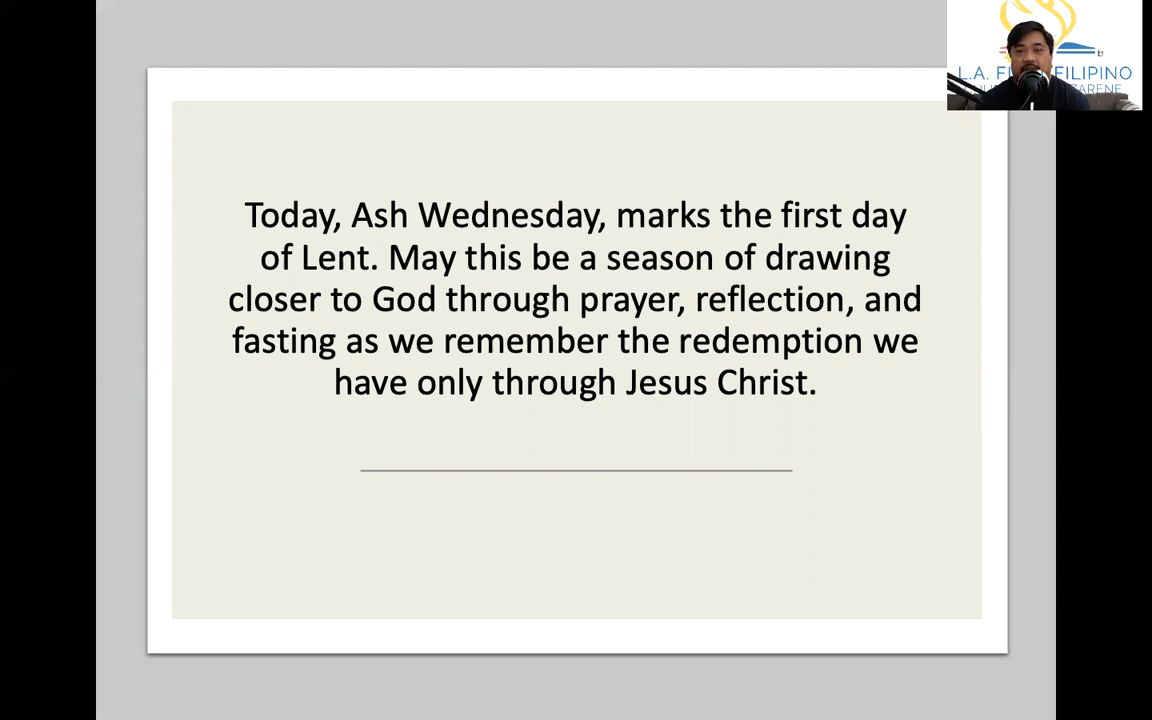 Today, Ash Wednesday, marks the first day
of Lent. May this be a season of drawing
closer to God through prayer, reflection, and
fasting as we remember the redemption we
have only through Jesus Christ.
L.A. FILIPINO